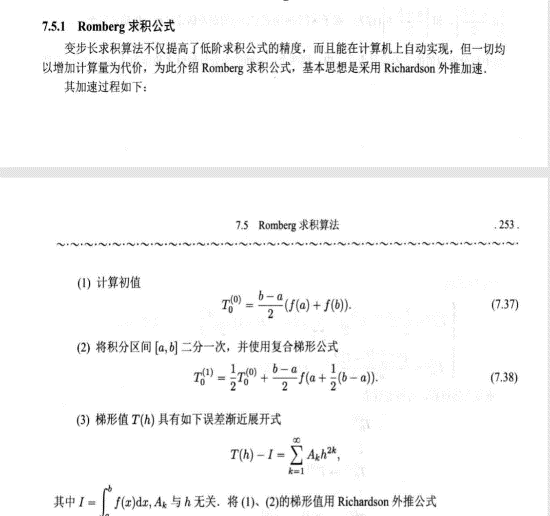 7.5.1 Romberg 求积公式
变步长求积算法不仅提高了低阶求积公式的精度，而且能在计算机上自动实现，但一切均
以增加计算量为代价，为此介绍 Romberg 求积公式，基本思想是采用 Richardson 外推加速．
其加速过程如下：
7.5 Romberg 求积算法 . 253 .
(1) 计算初值
T_0^{(0)} = \frac{b-a}{2}(f(a) + f(b)). (7.37)
(2) 将积分区间 [a, b] 二分一次，并使用复合梯形公式
T_0^{(1)} = \frac{1}{2}T_0^{(0)} + \frac{b-a}{2}f(a + \frac{1}{2}(b-a)). (7.38)
(3) 梯形值 T(h) 具有如下误差渐近展开式
T(h) - I = \sum_{k=1}^{\infty} A_k h^{2k},
其中 I = \int_a^b f(x)dx, A_k 与 h 无关．将 (1)、(2)的梯形值用 Richardson 外推公式